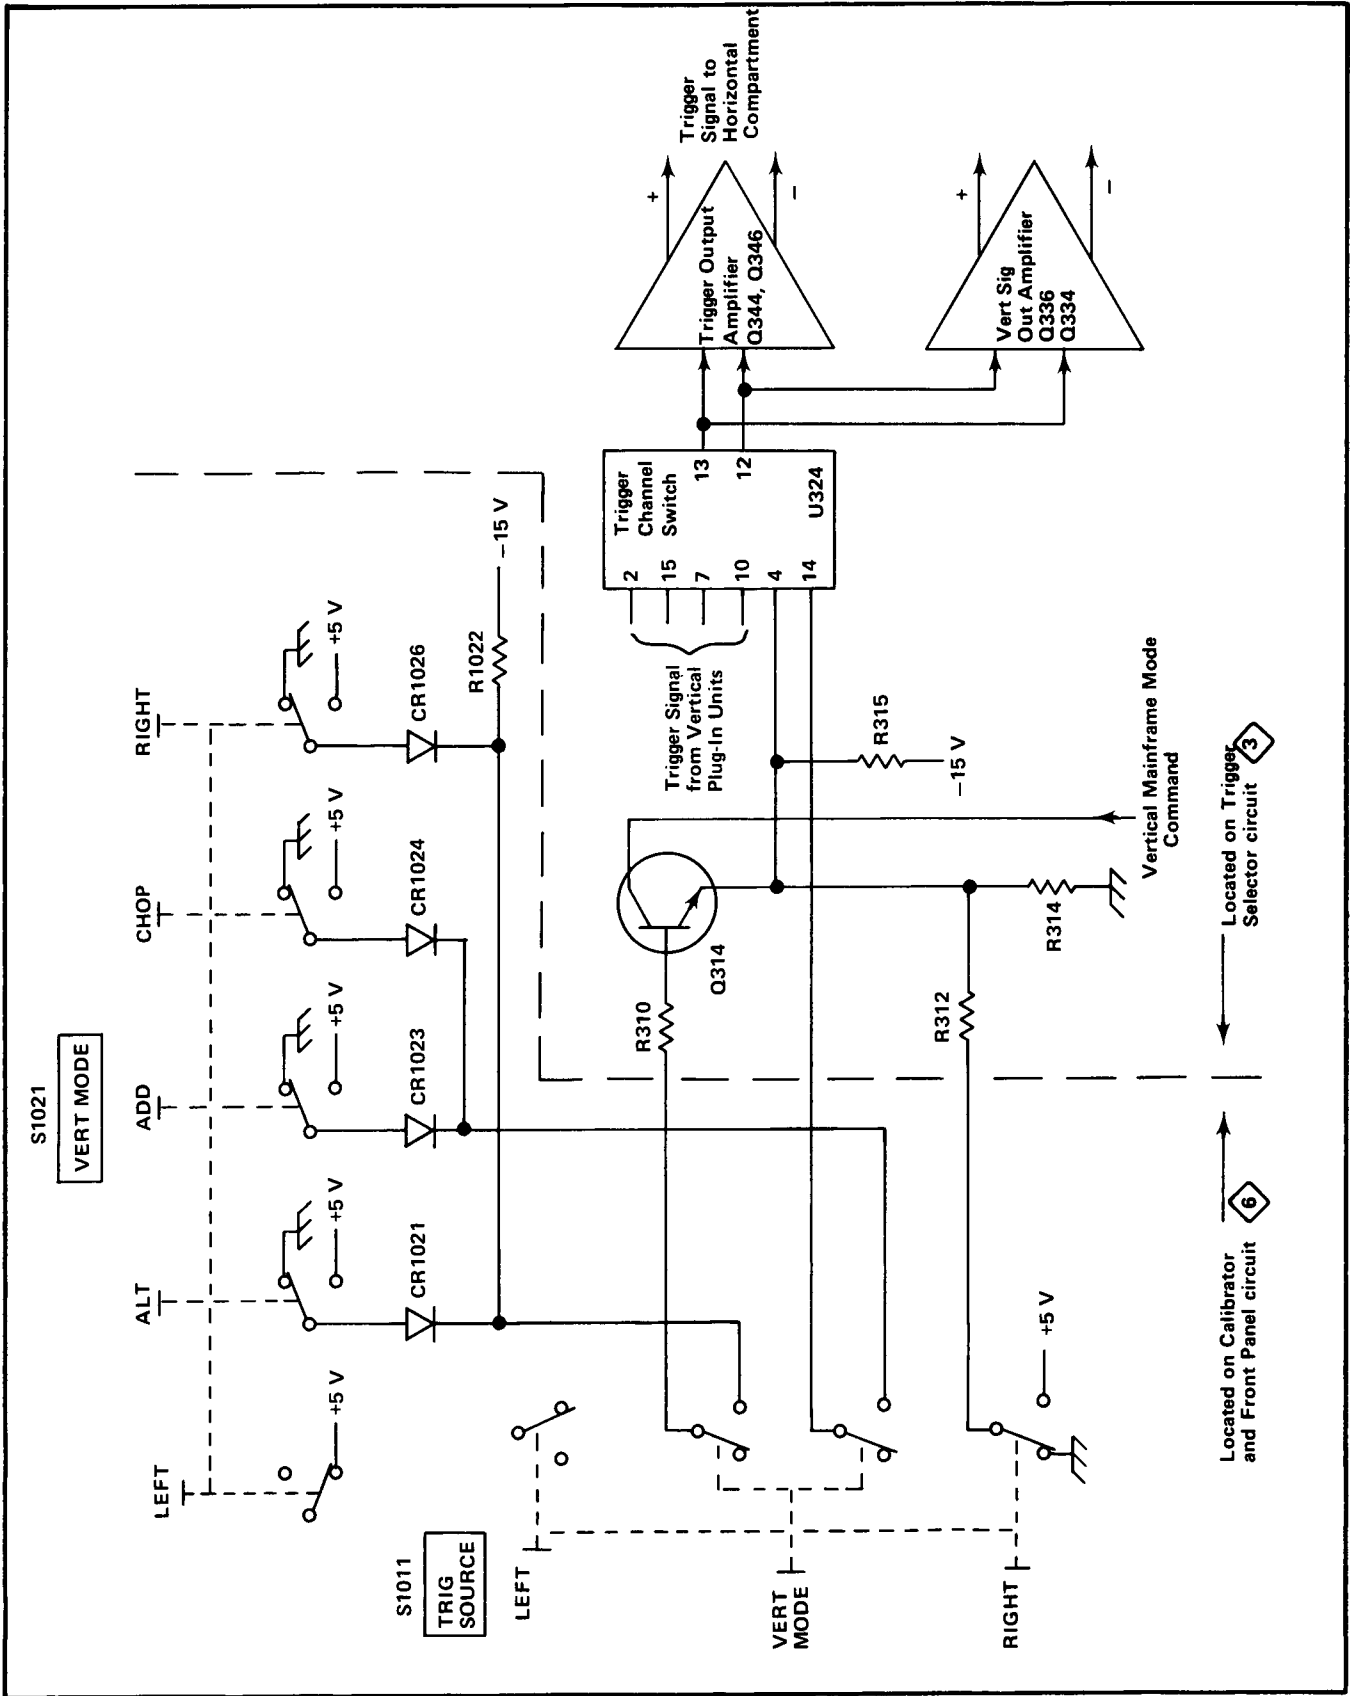 S1021
VERT MODE
LEFT
ALT
ADD
CHOP
RIGHT
+5 V
+5 V
+5 V
+5 V
+5 V
CR1021
CR1023
CR1024
CR1026
R1022
−15 V
S1011
TRIG
SOURCE
LEFT
VERT
MODE
RIGHT
+5 V
R310
Q314
R312
R314
R315
−15 V
Vertical Mainframe Mode
Command
Trigger Signal
from Vertical
Plug-In Units
2
15
7
10
4
14
Trigger
Channel
Switch
13
12
U324
Trigger Output
Amplifier
Q344, Q346
+
−
Trigger
Signal to
Horizontal
Compartment
Vert Sig
Out Amplifier
Q336
Q334
+
−
Located on Calibrator
and Front Panel circuit
6
Located on Trigger
Selector circuit
3